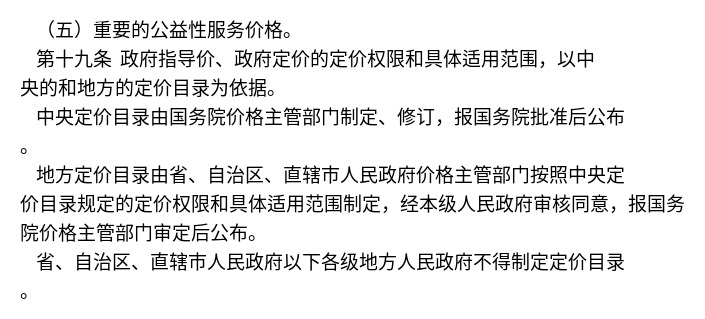 （五）重要的公益性服务价格。
第十九条 政府指导价、政府定价的定价权限和具体适用范围，以中
央的和地方的定价目录为依据。
中央定价目录由国务院价格主管部门制定、修订，报国务院批准后公布
。
地方定价目录由省、自治区、直辖市人民政府价格主管部门按照中央定
价目录规定的定价权限和具体适用范围制定，经本级人民政府审核同意，报国务
院价格主管部门审定后公布。
省、自治区、直辖市人民政府以下各级地方人民政府不得制定定价目录
。